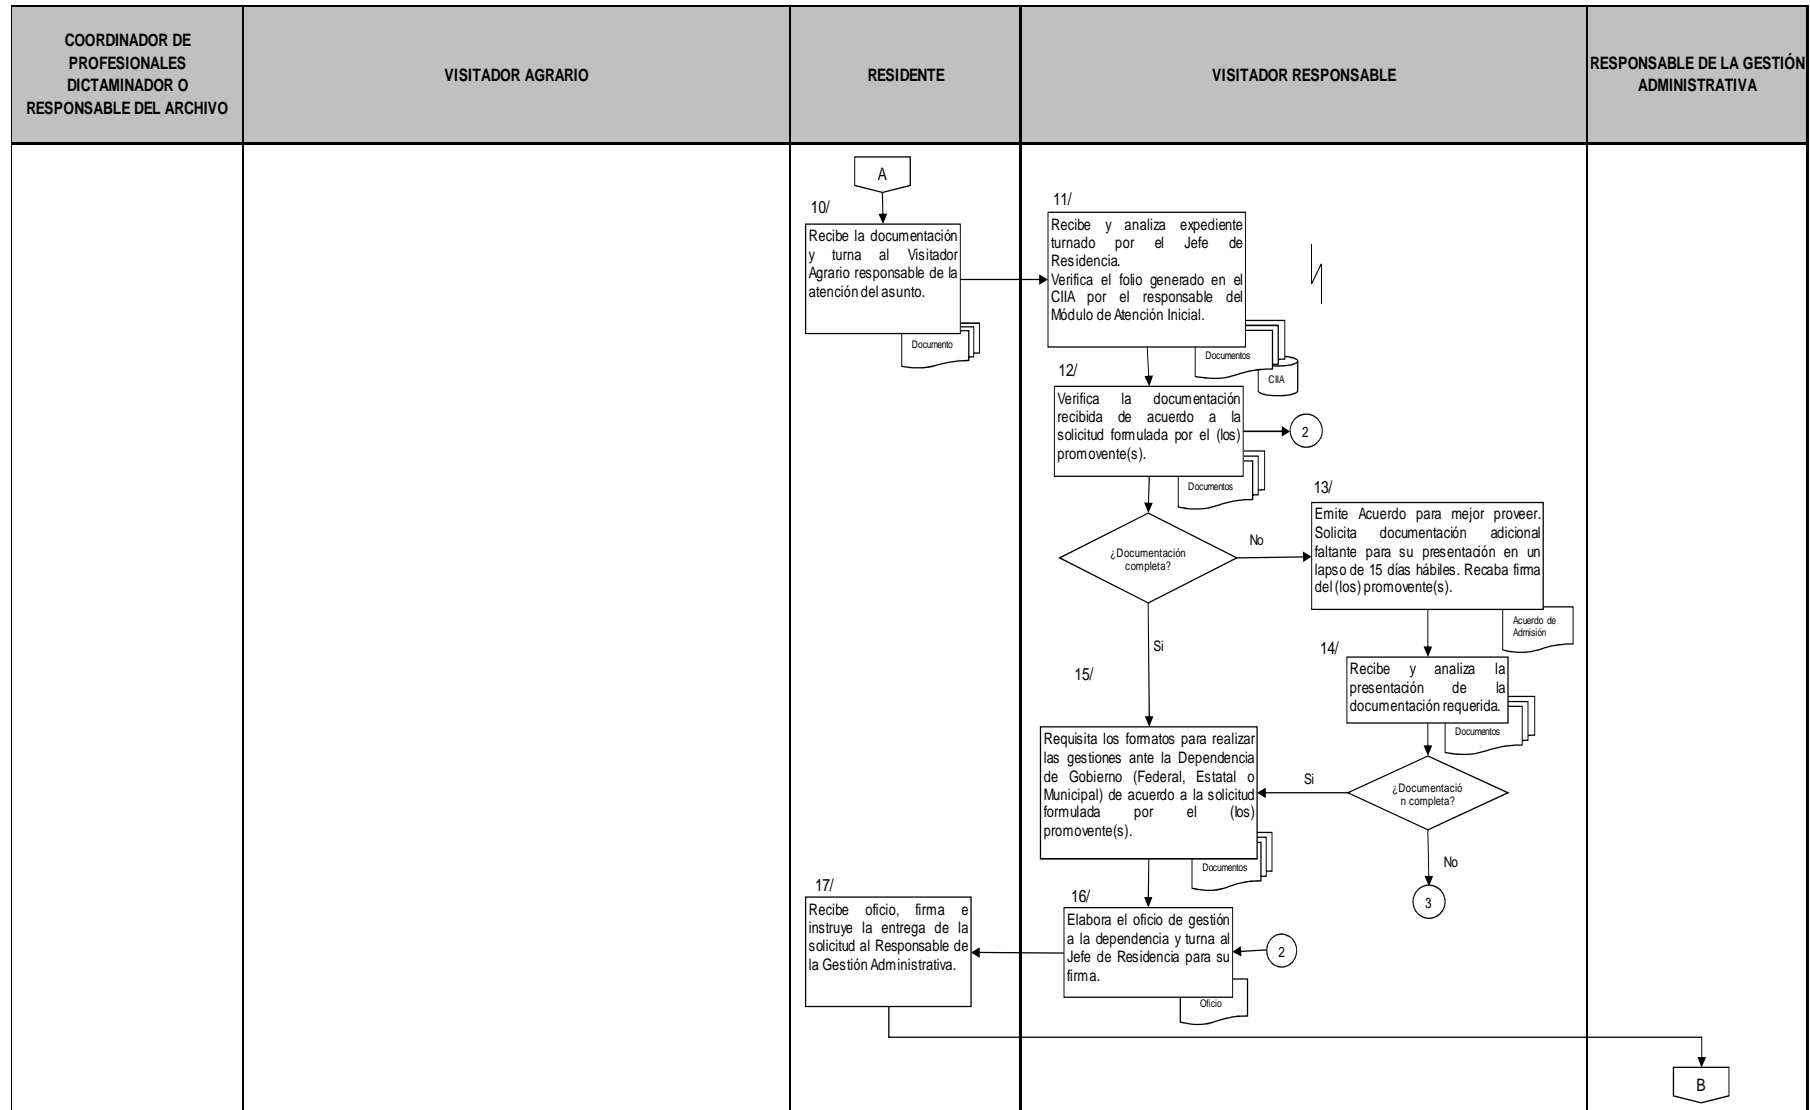 COORDINADOR DE
PROFESIONALES
DICTAMINADOR O
RESPONSABLE DEL ARCHIVO
VISITADOR AGRARIO
RESIDENTE
VISITADOR RESPONSABLE
RESPONSABLE DE LA GESTIÓN
ADMINISTRATIVA
A
10/
Recibe la documentación
y turna al Visitador
Agrario responsable de la
atención del asunto.
Documento
11/
Recibe y analiza expediente
turnado por el Jefe de
Residencia.
Verifica el folio generado en el
CIIA por el responsable del
Módulo de Atención Inicial.
Documentos
CIIA
12/
Verifica la documentación
recibida de acuerdo a la
solicitud formulada por el (los)
promovente(s).
2
Documentos
¿Documentación
completa?
No
13/
Emite Acuerdo para mejor proveer.
Solicita documentación adicional
faltante para su presentación en un
lapso de 15 días hábiles. Recaba firma
del (los) promovente(s).
Acuerdo de
Admisión
Si
14/
Recibe y analiza la
presentación de la
documentación requerida.
Documentos
15/
Requisita los formatos para realizar
las gestiones ante la Dependencia
de Gobierno (Federal, Estatal o
Municipal) de acuerdo a la solicitud
formulada por el (los)
promovente(s).
Documentos
Si
¿Documentació
n completa?
No
3
16/
Elabora el oficio de gestión
a la dependencia y turna al
Jefe de Residencia para su
firma.
2
Oficio
17/
Recibe oficio, firma e
instruye la entrega de la
solicitud al Responsable de
la Gestión Administrativa.
B